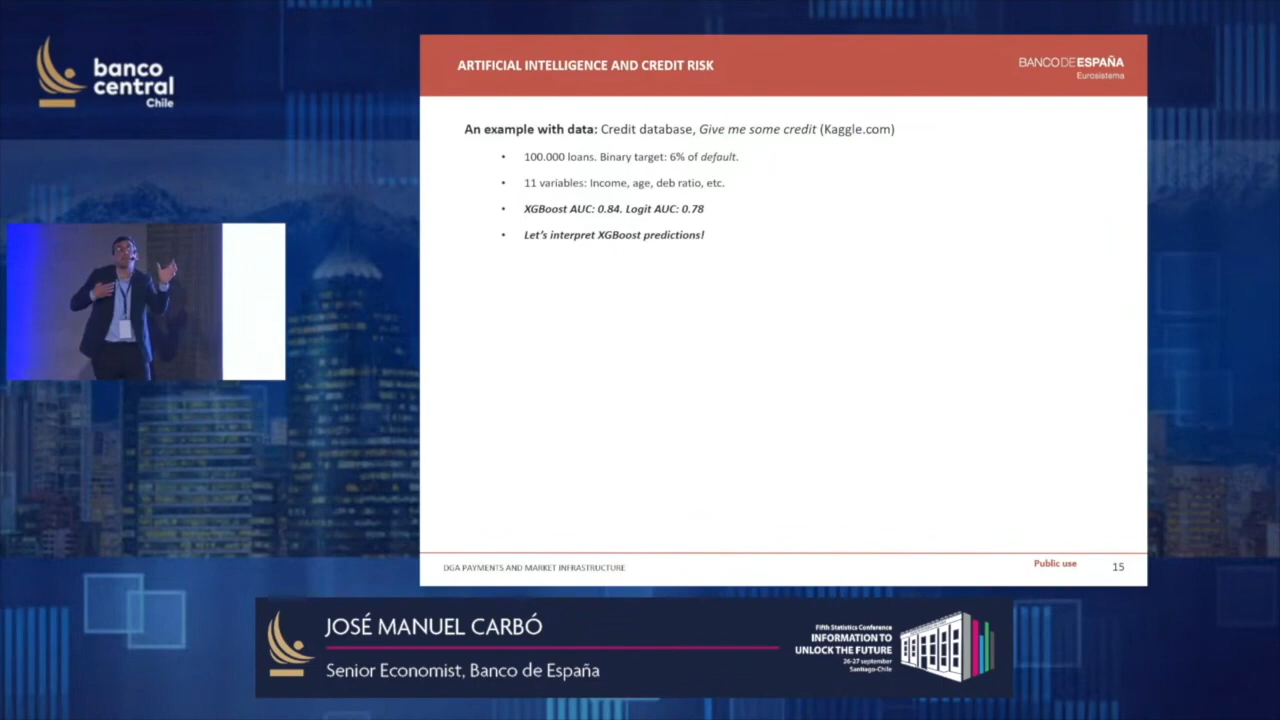 banco
central
Chile
ARTIFICIAL INTELLIGENCE AND CREDIT RISK
BANCODEESPAÑA
Eurosistema
An example with data: Credit database, Give me some credit (Kaggle.com)
• 100.000 loans. Binary target: 6% of default.
• 11 variables: Income, age, deb ratio, etc.
• XGBoost AUC: 0.84. Logit AUC: 0.78
• Let's interpret XGBoost predictions!
DGA PAYMENTS AND MARKET INFRASTRUCTURE
Public use
15
JOSÉ MANUEL CARBÓ
Senior Economist, Banco de España
Fifth Statistics Conference
INFORMATION TO
UNLOCK THE FUTURE
26-27 september
Santiago-Chile